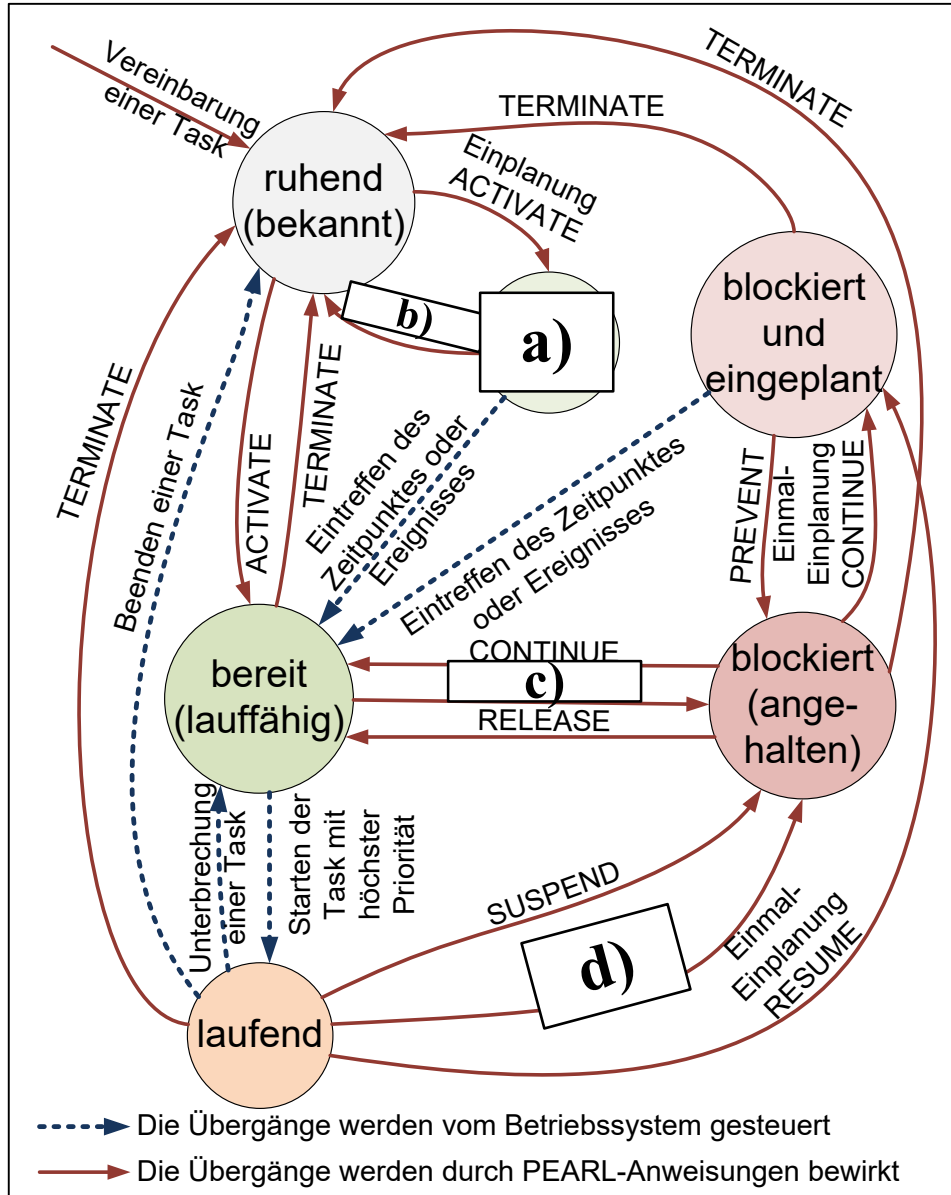 Vereinbarung
einer Task
TERMINATE
TERMINATE
ruhend
(bekannt)
Einplanung
ACTIVATE
blockiert
und
eingeplant
b)
a)
TERMINATE
Beenden einer Task
ACTIVATE
TERMINATE
Eintreffen des
Zeitpunktes oder
Ereignisses
Eintreffen des Zeitpunktes
oder Ereignisses
PREVENT
Einmal-
Einplanung
CONTINUE
bereit
(lauffähig)
CONTINUE
c)
RELEASE
blockiert
(ange-
halten)
Unterbrechung
einer Task
Starten der
Task mit
höchster
Priorität
SUSPEND
d)
Einmal-
Einplanung
RESUME
laufend
Die Übergänge werden vom Betriebssystem gesteuert
Die Übergänge werden durch PEARL-Anweisungen bewirkt